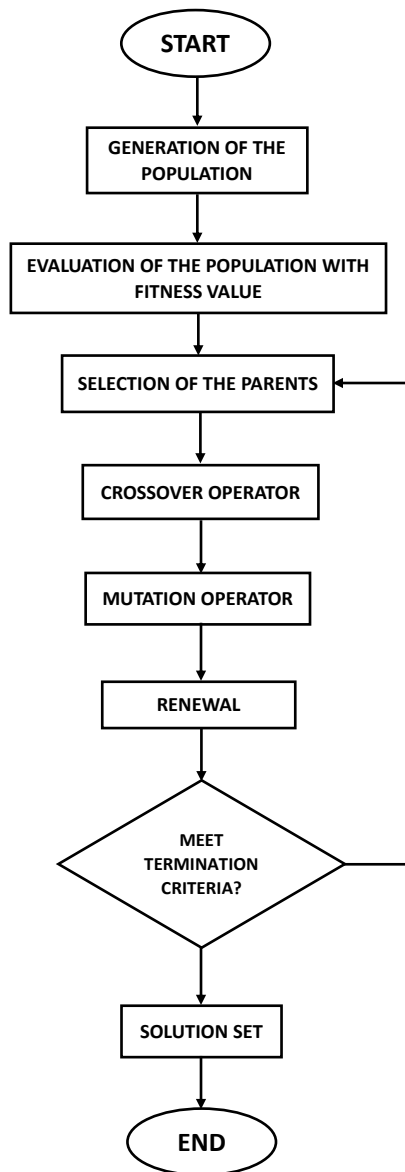 START
GENERATION OF THE
POPULATION
EVALUATION OF THE POPULATION WITH
FITNESS VALUE
SELECTION OF THE PARENTS
CROSSOVER OPERATOR
MUTATION OPERATOR
RENEWAL
MEET
TERMINATION
CRITERIA?
SOLUTION SET
END